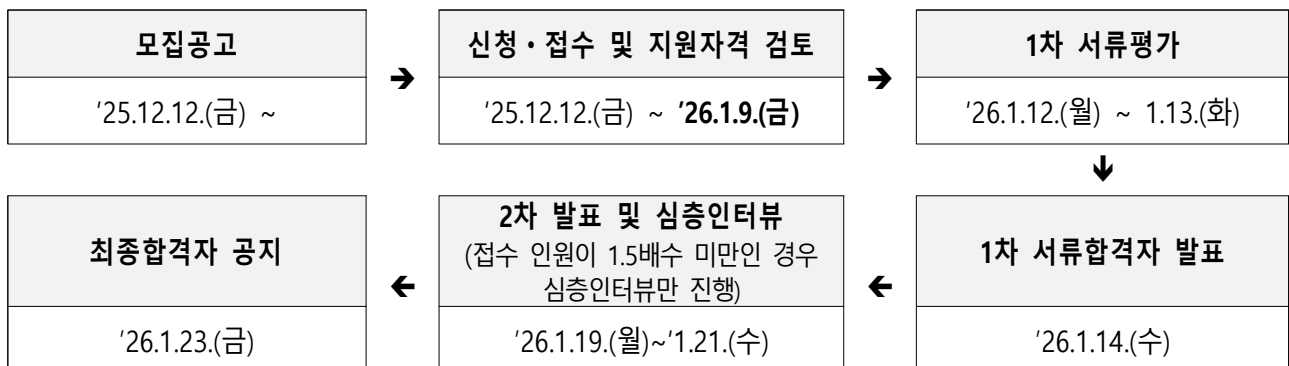 모집공고
'25.12.12.(금) ~
➔
신청・접수 및 지원자격 검토
'25.12.12.(금) ~ '26.1.9.(금)
➔
1차 서류평가
'26.1.12.(월) ~ 1.13.(화)
🡻
1차 서류합격자 발표
'26.1.14.(수)
🡸
2차 발표 및 심층인터뷰
(접수 인원이 1.5배수 미만인 경우
심층인터뷰만 진행)
'26.1.19.(월)~'1.21.(수)
🡸
최종합격자 공지
'26.1.23.(금)